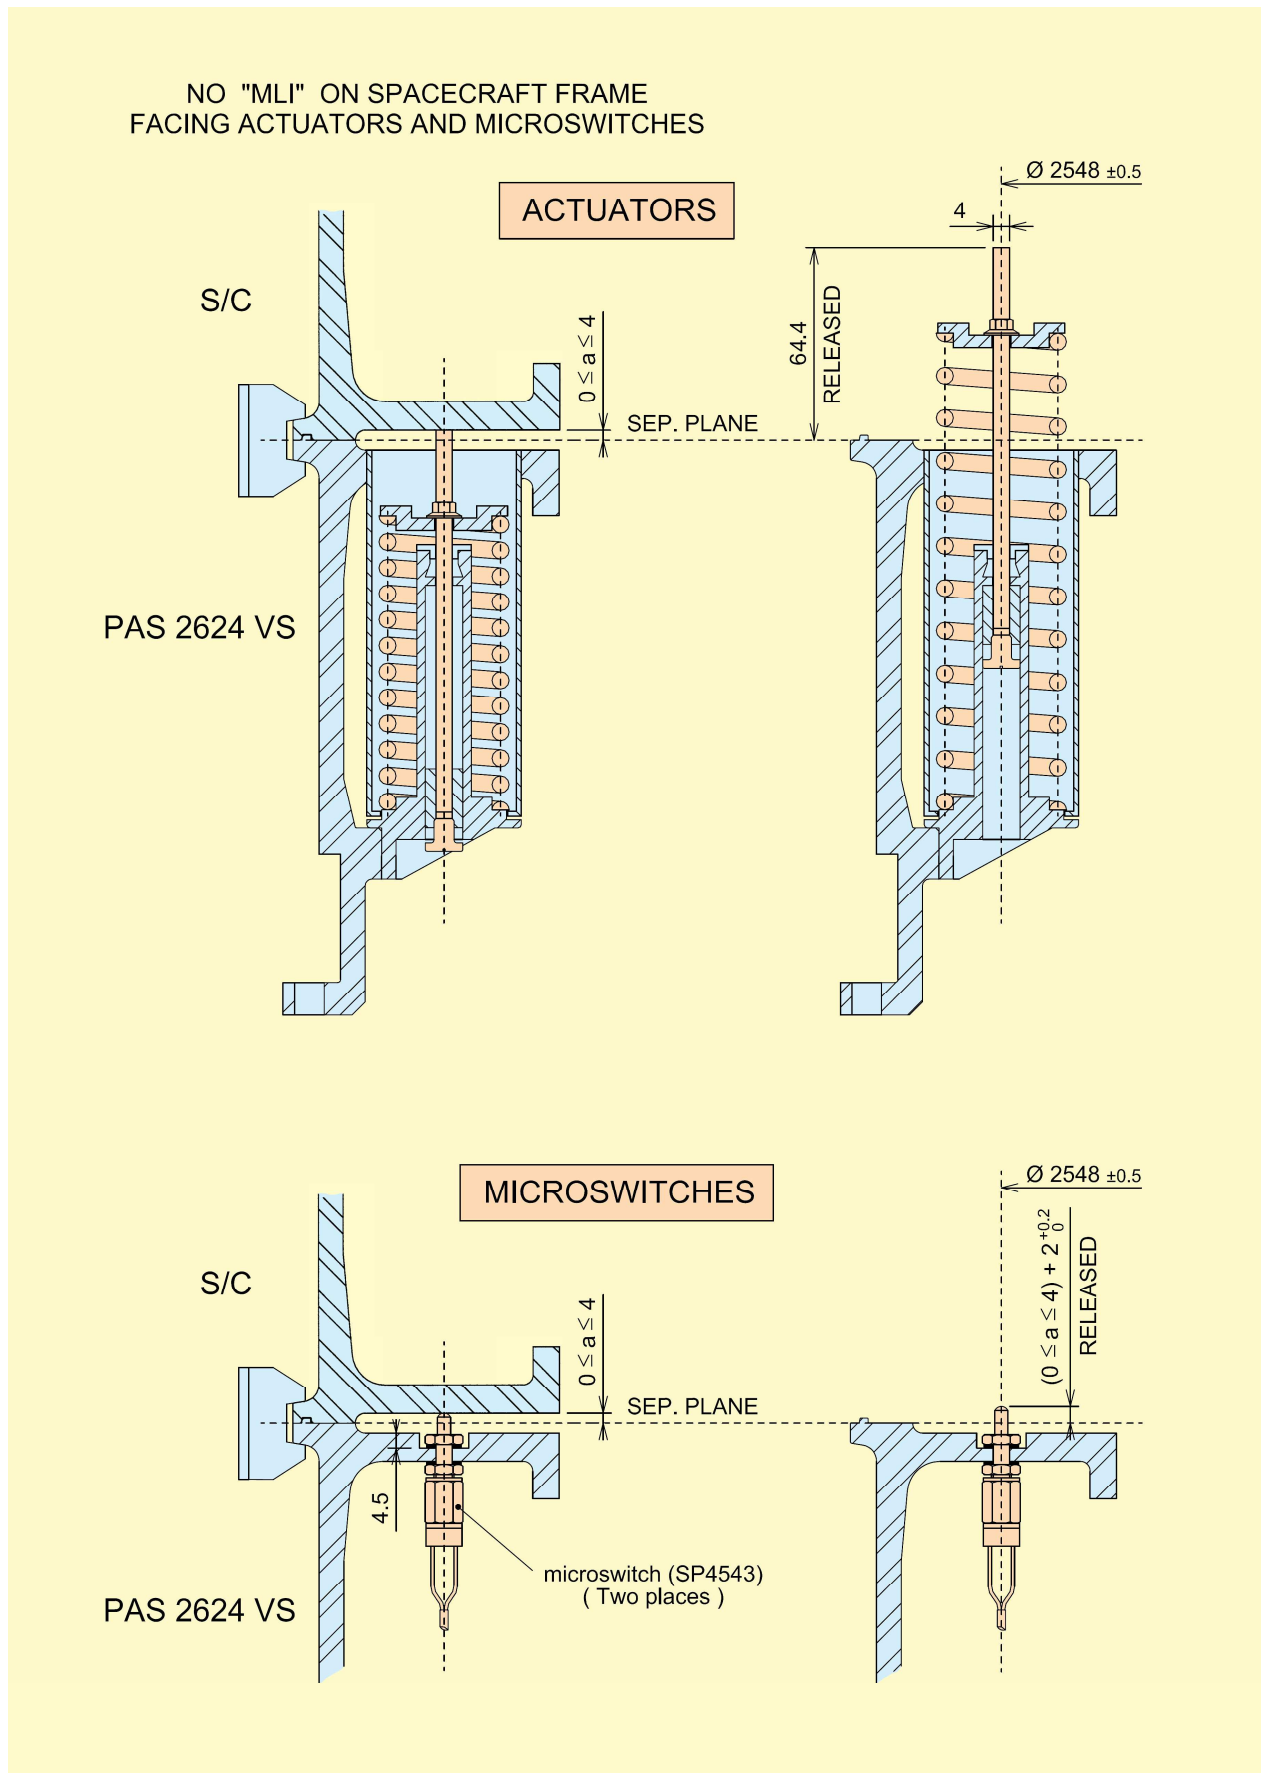 NO "MLI" ON SPACECRAFT FRAME
FACING ACTUATORS AND MICROSWITCHES
ACTUATORS
Ø 2548 ±0.5
4
S/C
0 ≤ a ≤ 4
64.4
RELEASED
SEP. PLANE
PAS 2624 VS
MICROSWITCHES
Ø 2548 ±0.5
S/C
0 ≤ a ≤ 4
(0 ≤ a ≤ 4) + 2 +0.2 0
RELEASED
SEP. PLANE
4.5
microswitch (SP4543)
( Two places )
PAS 2624 VS